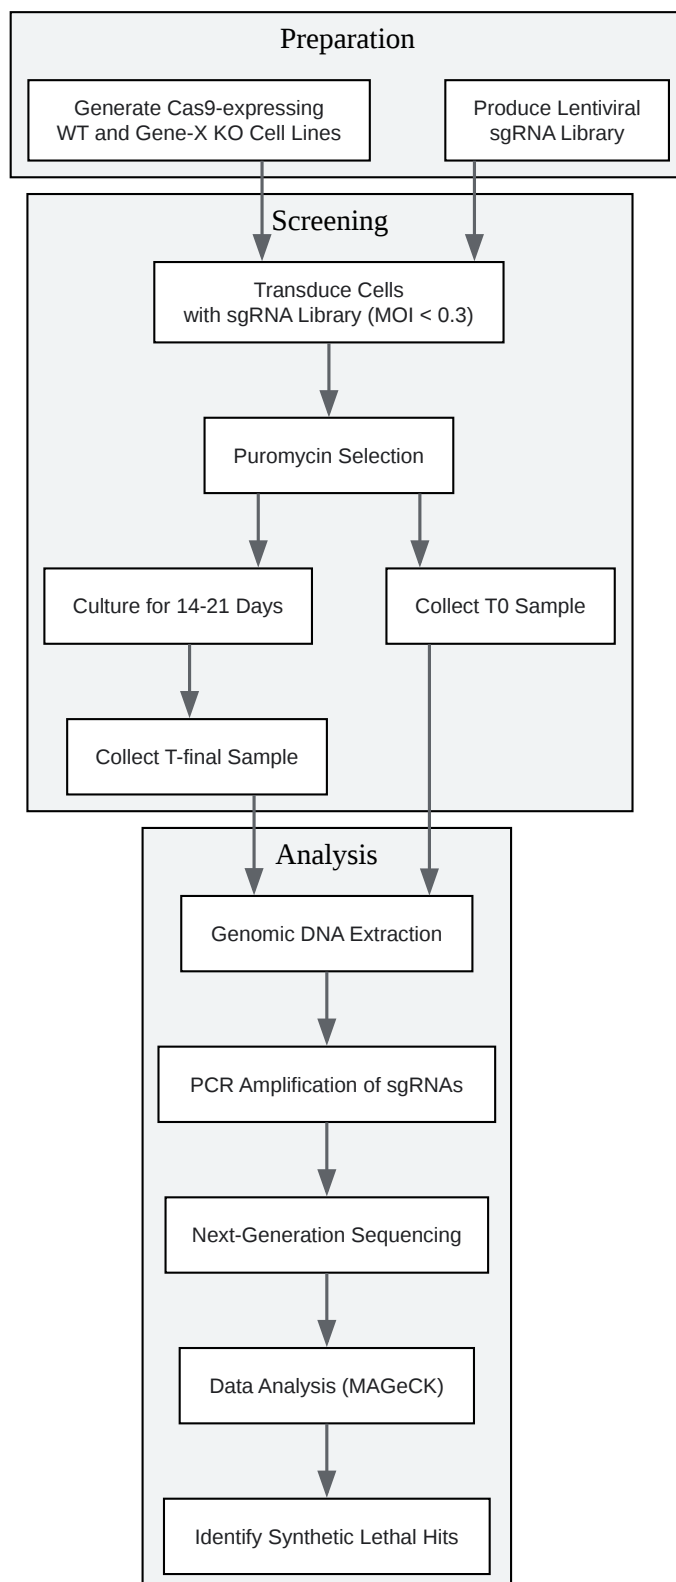 Preparation
Generate Cas9-expressing
WT and Gene-X KO Cell Lines
Produce Lentiviral
sgRNA Library
Screening
Transduce Cells
with sgRNA Library (MOI < 0.3)
Puromycin Selection
Culture for 14-21 Days
Collect T0 Sample
Collect T-final Sample
Analysis
Genomic DNA Extraction
PCR Amplification of sgRNAs
Next-Generation Sequencing
Data Analysis (MAGeCK)
Identify Synthetic Lethal Hits